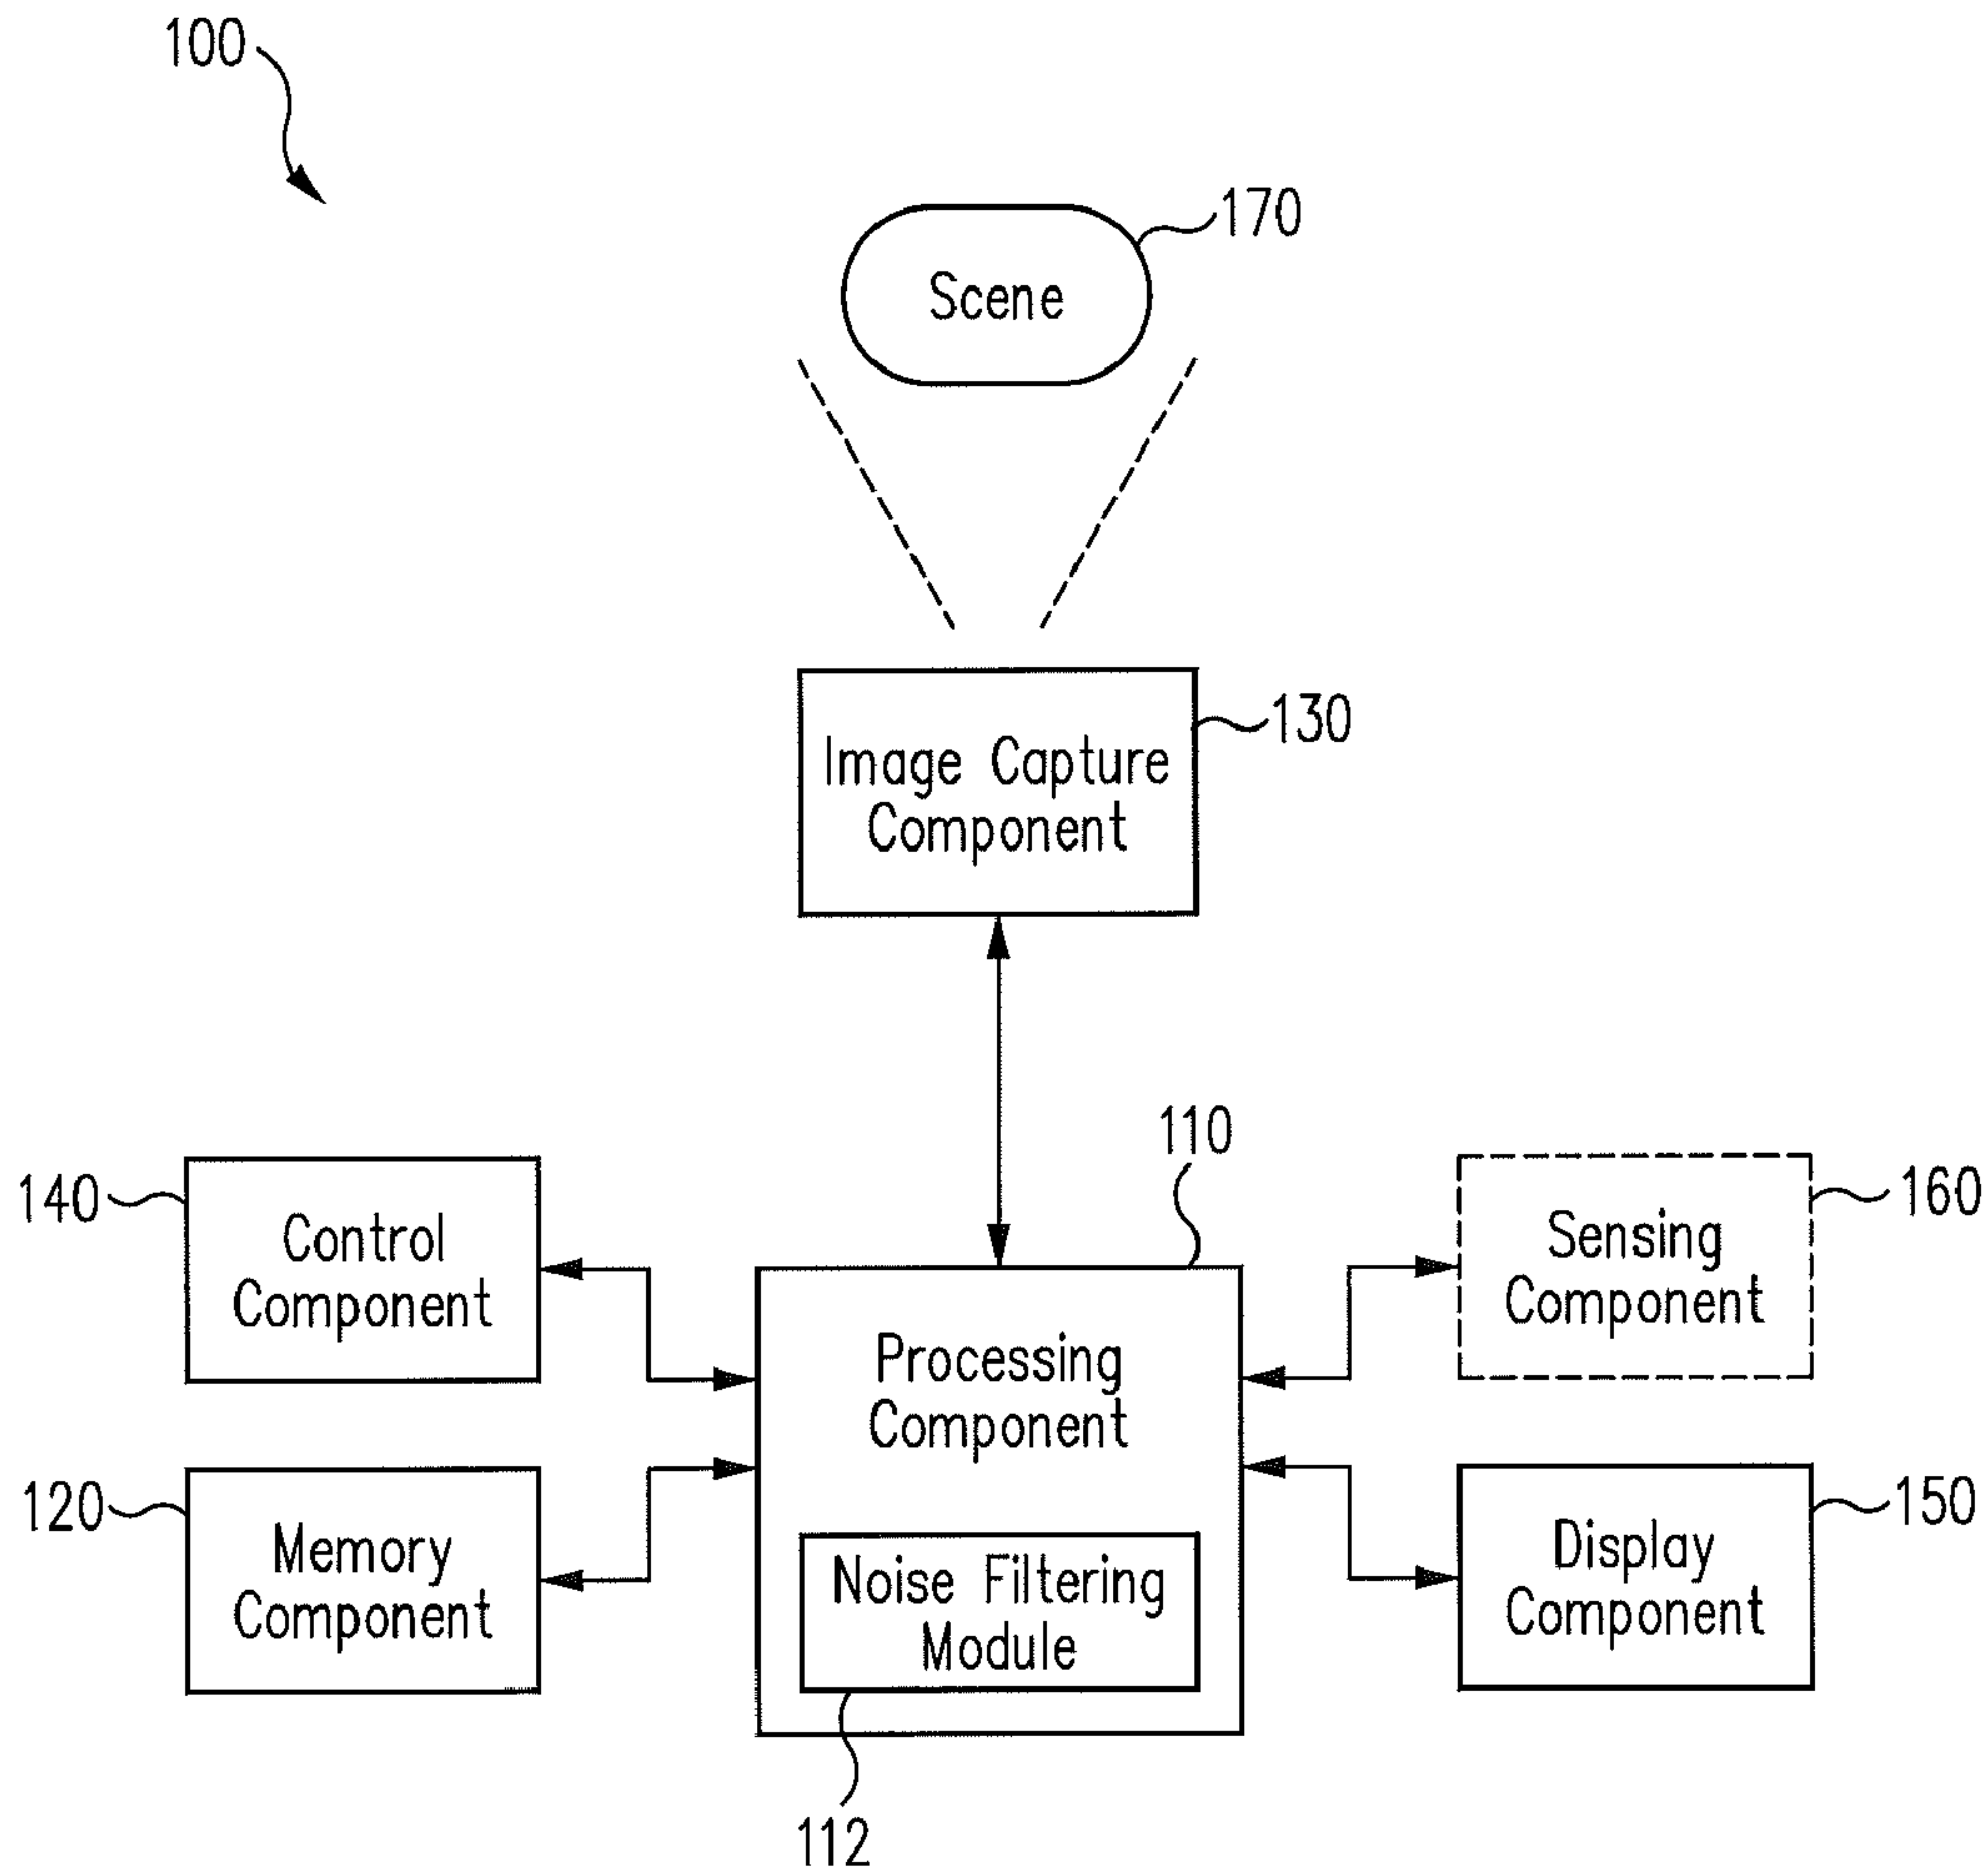 100
170
Scene
130
Image Capture
Component
110
140
Control
Component
160
Sensing
Component
Processing
Component
120
Memory
Component
150
Display
Component
Noise Filtering
Module
112